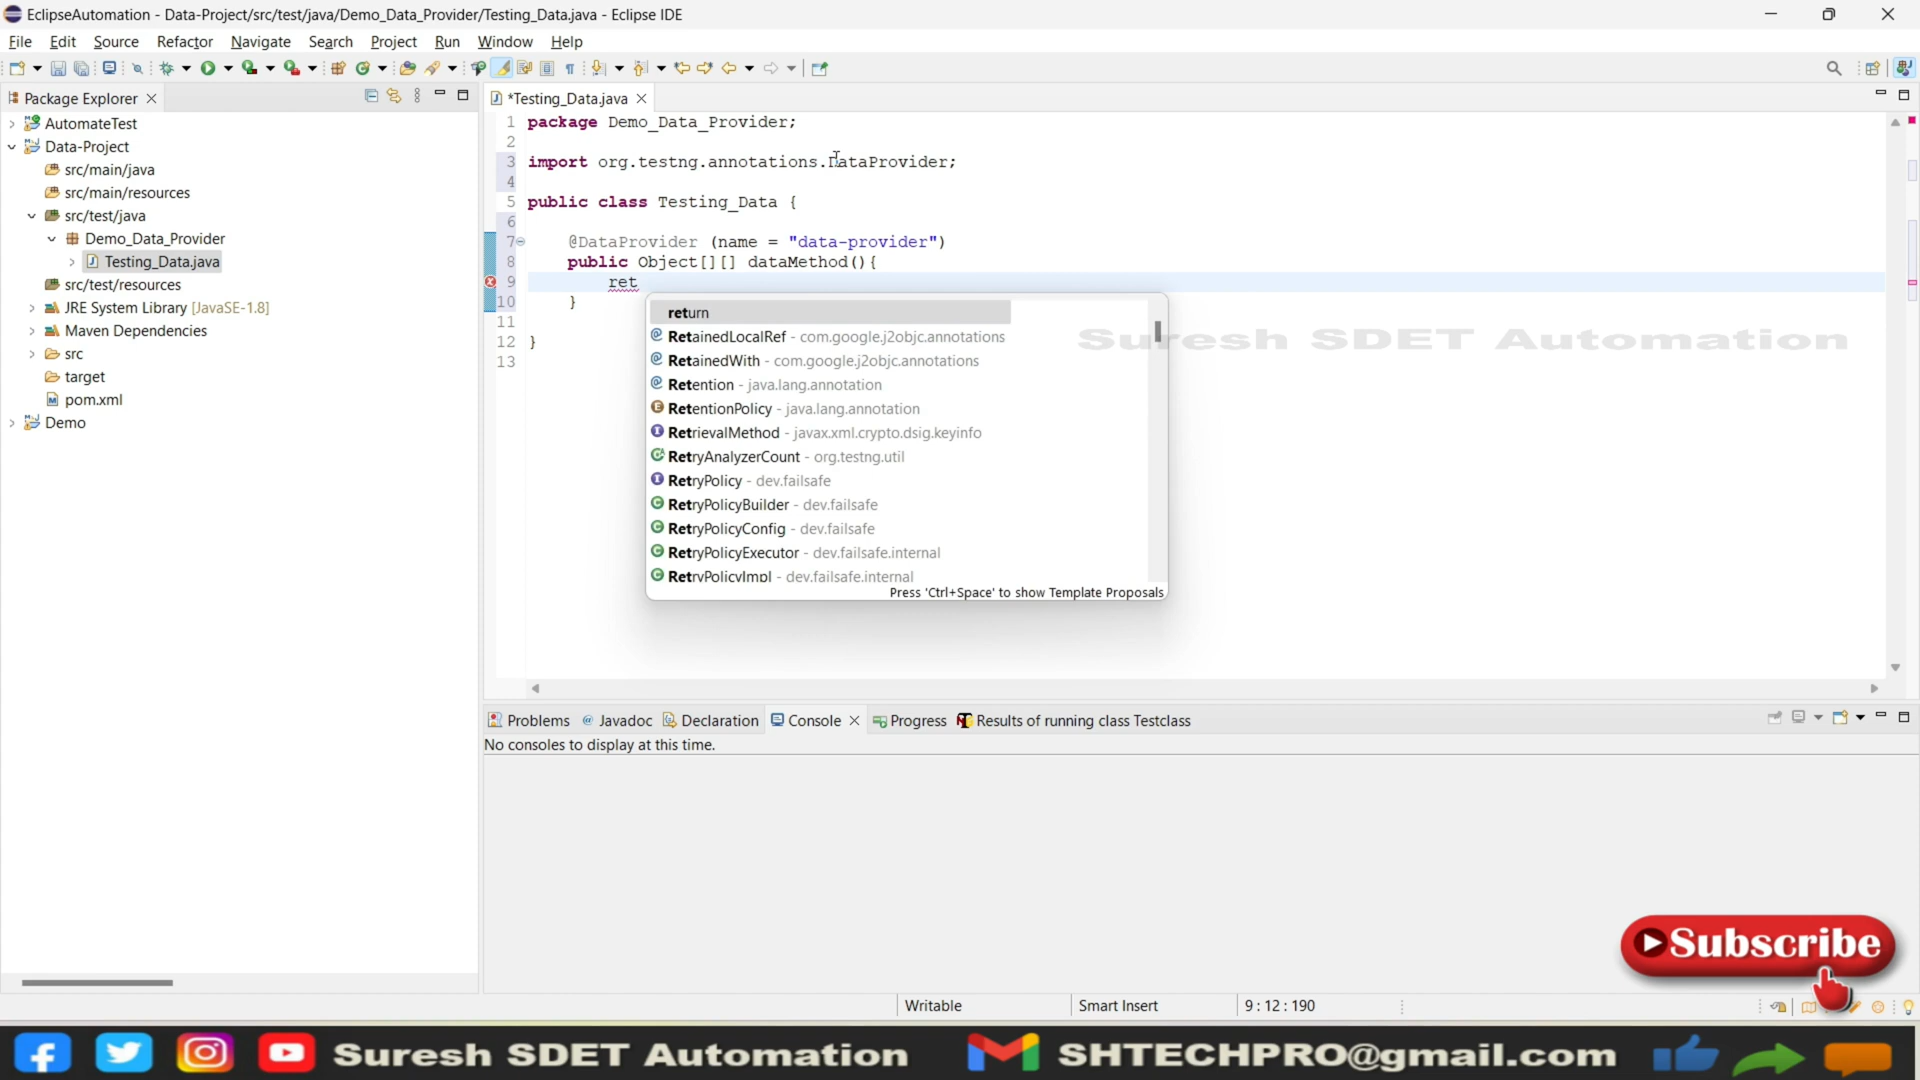 EclipseAutomation - Data-Project/src/test/java/Demo_Data_Provider/Testing_Data.java - Eclipse IDE
File Edit Source Refactor Navigate Search Project Run Window Help
Package Explorer
AutomateTest
Data-Project
src/main/java
src/main/resources
src/test/java
Demo_Data_Provider
Testing_Data.java
src/test/resources
JRE System Library [JavaSE-1.8]
Maven Dependencies
src
target
pom.xml
Demo
*Testing_Data.java
1 package Demo_Data_Provider;
2
3 import org.testng.annotations.DataProvider;
4
5 public class Testing_Data {
6
7 @DataProvider (name = "data-provider")
8 public Object[][] dataMethod(){
9 ret
10 }
11
12 }
13
return
RetainedLocalRef - com.google.j2objc.annotations
RetainedWith - com.google.j2objc.annotations
Retention - java.lang.annotation
RetentionPolicy - java.lang.annotation
RetrievalMethod - javax.xml.crypto.dsig.keyinfo
RetryAnalyzerCount - org.testng.util
RetryPolicy - dev.failsafe
RetryPolicyBuilder - dev.failsafe
RetryPolicyConfig - dev.failsafe
RetryPolicyExecutor - dev.failsafe.internal
RetryPolicyImpl - dev.failsafe.internal
Press 'Ctrl+Space' to show Template Proposals
Suresh SDET Automation
Problems Javadoc Declaration Console Progress Results of running class Testclass
No consoles to display at this time.
Subscribe
Writable Smart Insert 9 : 12 : 190
Suresh SDET Automation SHTECHPRO@gmail.com